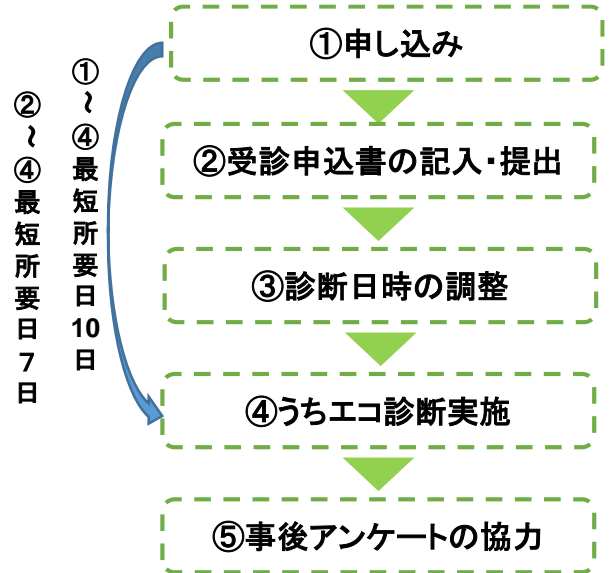 ①申し込み
②受診申込書の記入・提出
③診断日時の調整
④うちエコ診断実施
⑤事後アンケートの協力
①～④最短所要日10日
②～④最短所要日７日